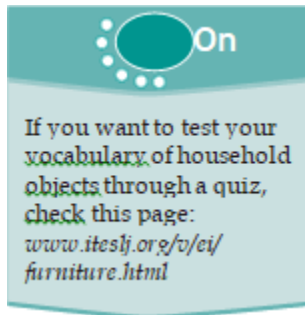 On
If you want to test your
vocabulary of household
objects through a quiz,
check this page:
www.iteslj.org/v/ei/
furniture.html